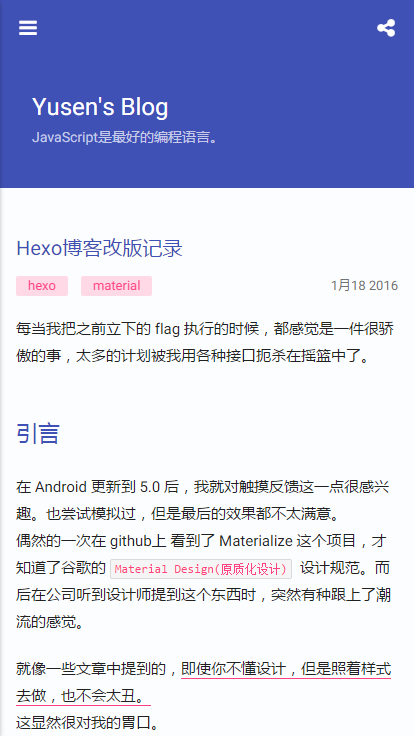 Yusen's Blog
JavaScript是最好的编程语言。
Hexo博客改版记录
hexo material 1月18 2016
每当我把之前立下的 flag 执行的时候，都感觉是一件很骄
傲的事，太多的计划被我用各种接口扼杀在摇篮中了。
引言
在 Android 更新到 5.0 后，我就对触摸反馈这一点很感兴
趣。也尝试模拟过，但是最后的效果都不太满意。
偶然的一次在 github上 看到了 Materialize 这个项目，才
知道了谷歌的 Material Design(原质化设计) 设计规范。而
后在公司听到设计师提到这个东西时，突然有种跟上了潮
流的感觉。
就像一些文章中提到的，即使你不懂设计，但是照着样式
去做，也不会太丑。
这显然很对我的胃口。